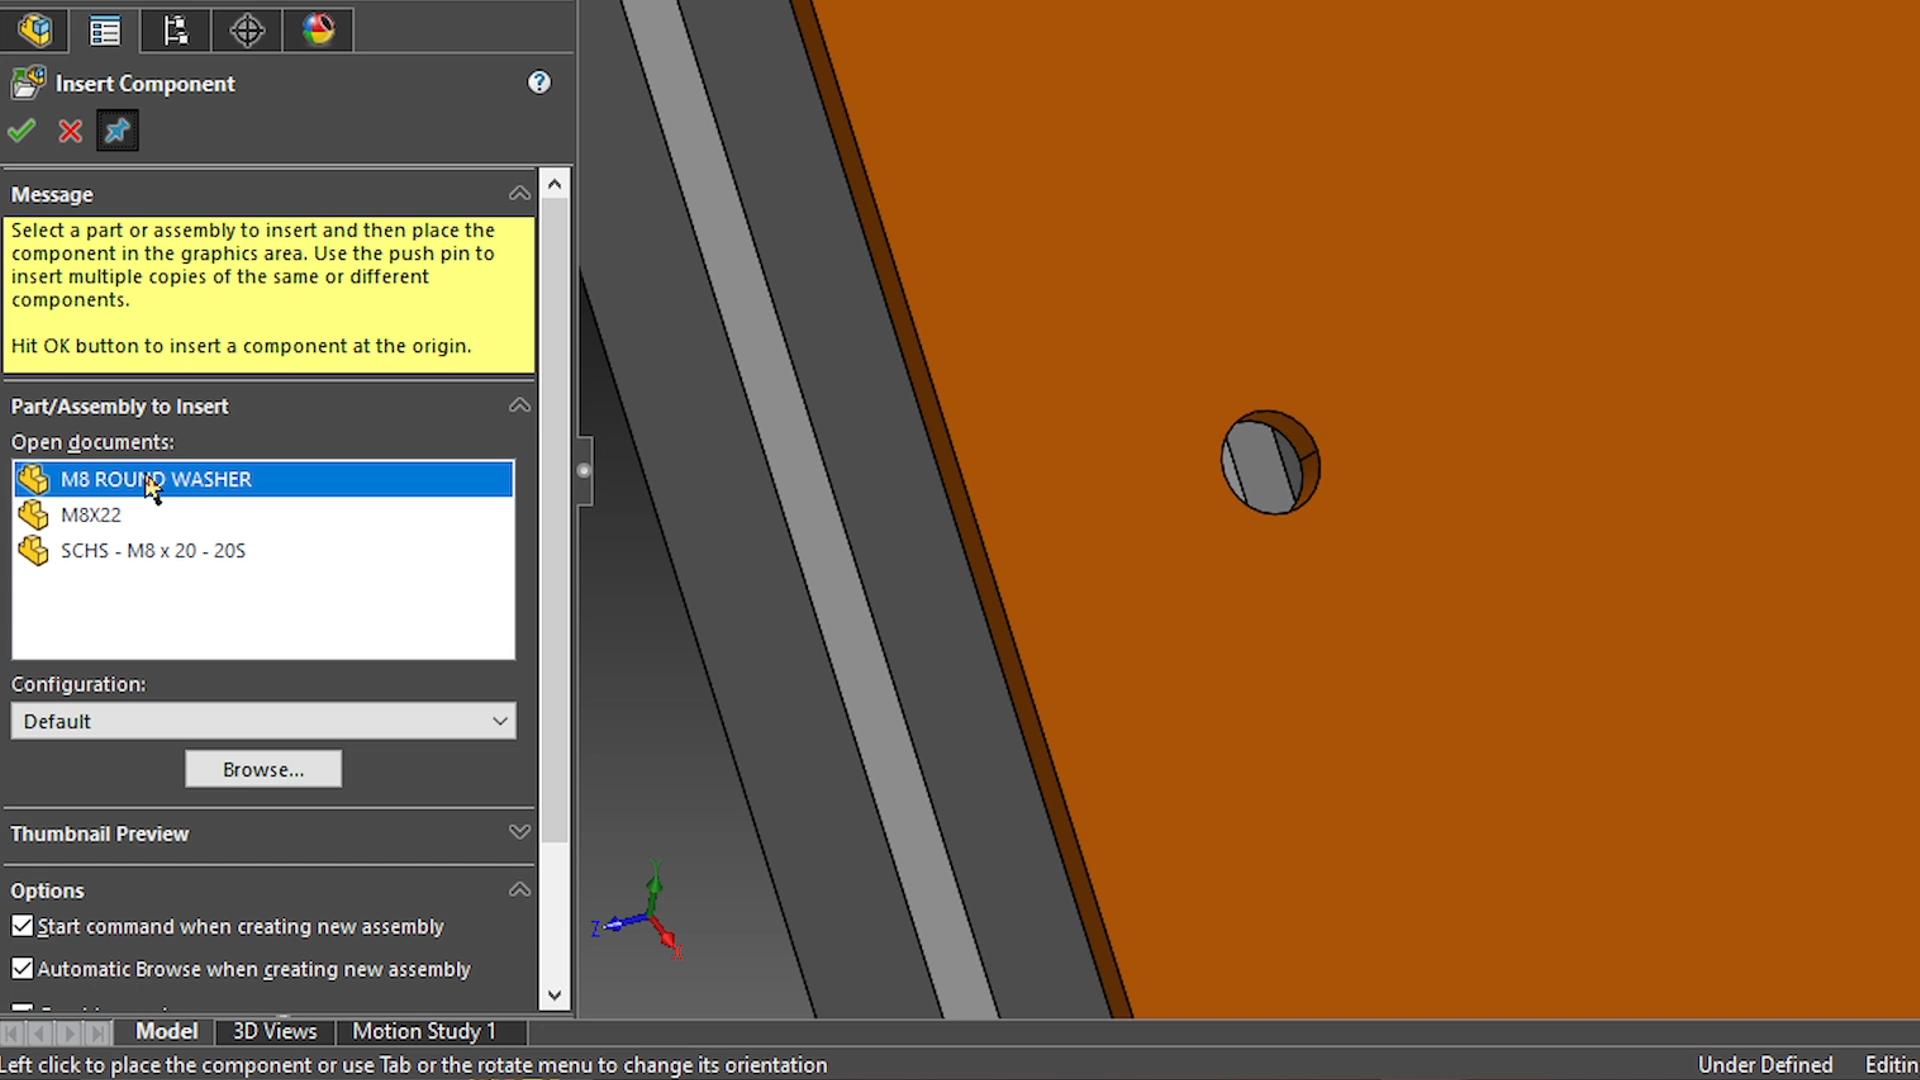 Insert Component
?
Message
Select a part or assembly to insert and then place the
component in the graphics area. Use the push pin to
insert multiple copies of the same or different
components.
Hit OK button to insert a component at the origin.
Part/Assembly to Insert
Open documents:
M8 ROUND WASHER
M8X22
SCHS - M8 x 20 - 20S
Configuration:
Default
Browse...
Thumbnail Preview
Options
Start command when creating new assembly
Automatic Browse when creating new assembly
Y
Z
X
Model
3D Views
Motion Study 1
Left click to place the component or use Tab or the rotate menu to change its orientation
Under Defined
Editin